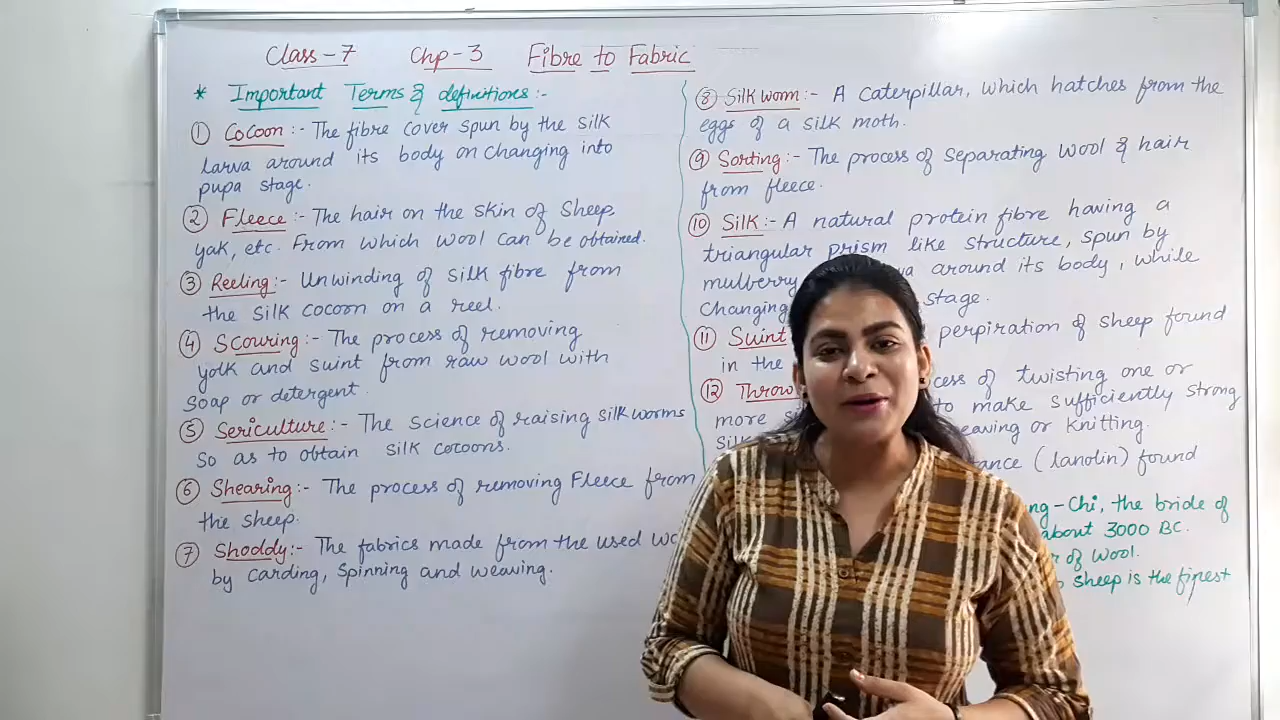 Class-7 Chp-3 Fibre to Fabric
* Important Terms & definitions:-
① Cocoon:- The fibre cover spun by the silk
larva around its body on changing into
pupa stage.
② Fleece:- The hair on the skin of Sheep,
yak, etc. From which wool can be obtained.
③ Reeling:- Unwinding of silk fibre from
the silk cocoon on a reel.
④ Scouring:- The process of removing
yolk and suint from raw wool with
soap or detergent.
⑤ Sericulture:- The science of raising silk worms
so as to obtain silk cocoons.
⑥ Shearing:- The process of removing Fleece from
the sheep.
⑦ Shoddy:- The fabrics made from the used
by carding, spinning and weaving.
⑧ Silk worm:- A caterpillar, which hatches from the
eggs of a silk moth.
⑨ Sorting:- The process of separating wool & hair
from fleece.
⑩ Silk:- A natural protein fibre having a
triangular prism like structure, spun by
mulberry around its body, while
changing stage.
⑪ Suint perpiration of sheep found
in the
⑫ Throw twisting one or
more to make sufficiently strong
silk weaving or knitting.
(lanolin) found
Chi, the bride of
about 3000 BC.
of wool.
sheep is the finest